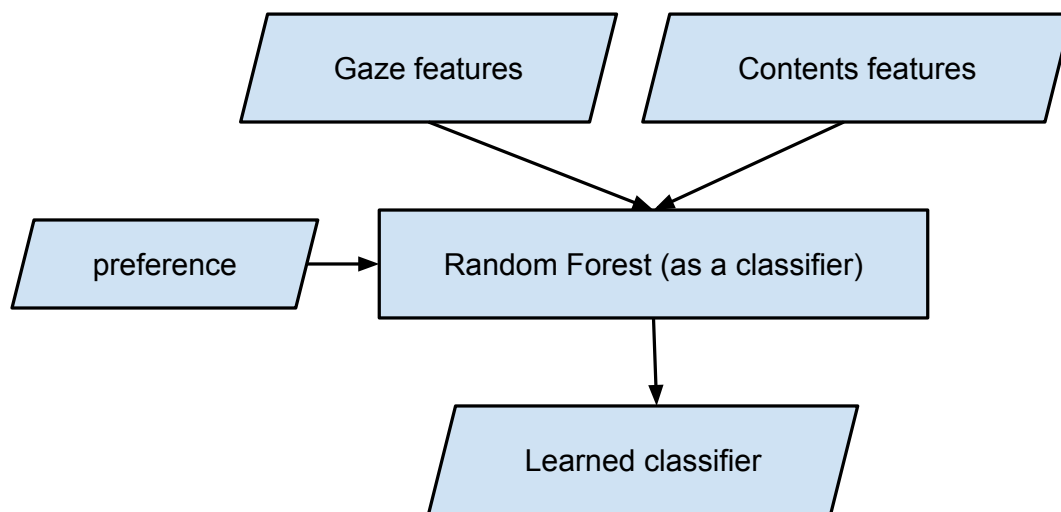 Gaze features
Contents features
preference
Random Forest (as a classifier)
Learned classifier